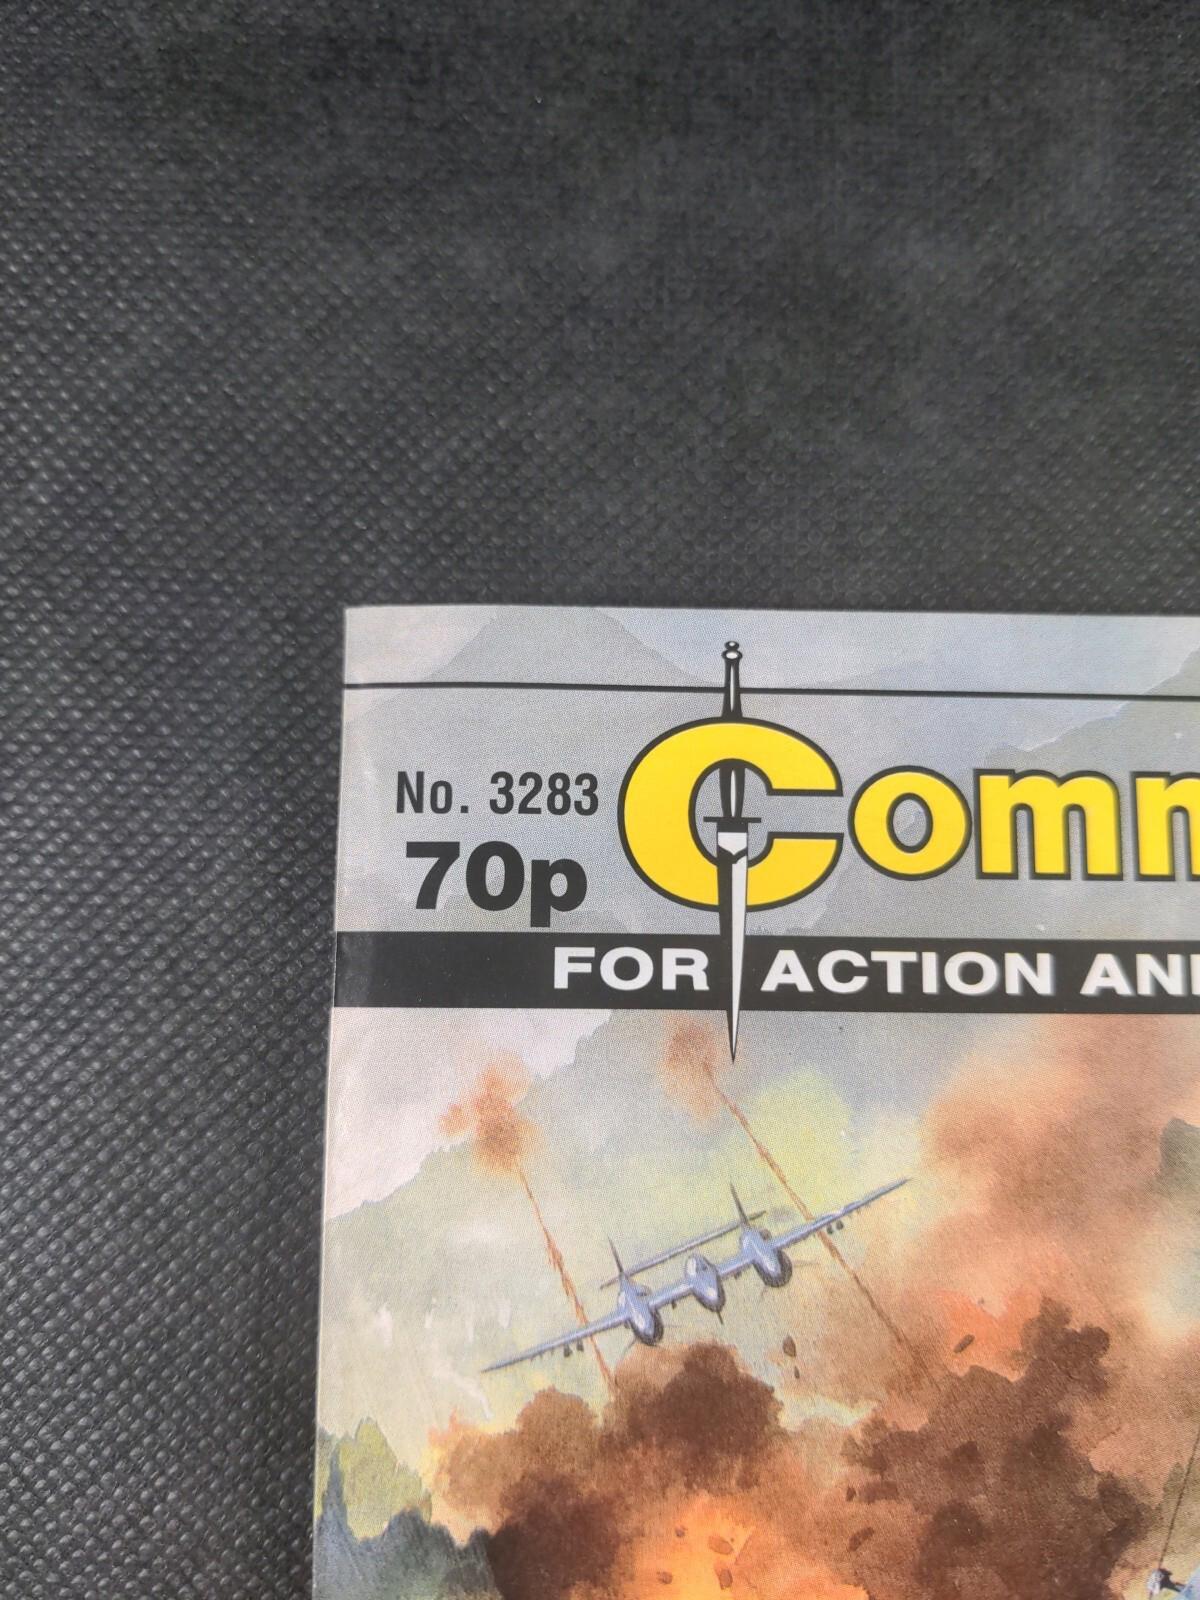 No. 3283
70p
Comm
FOR ACTION AN